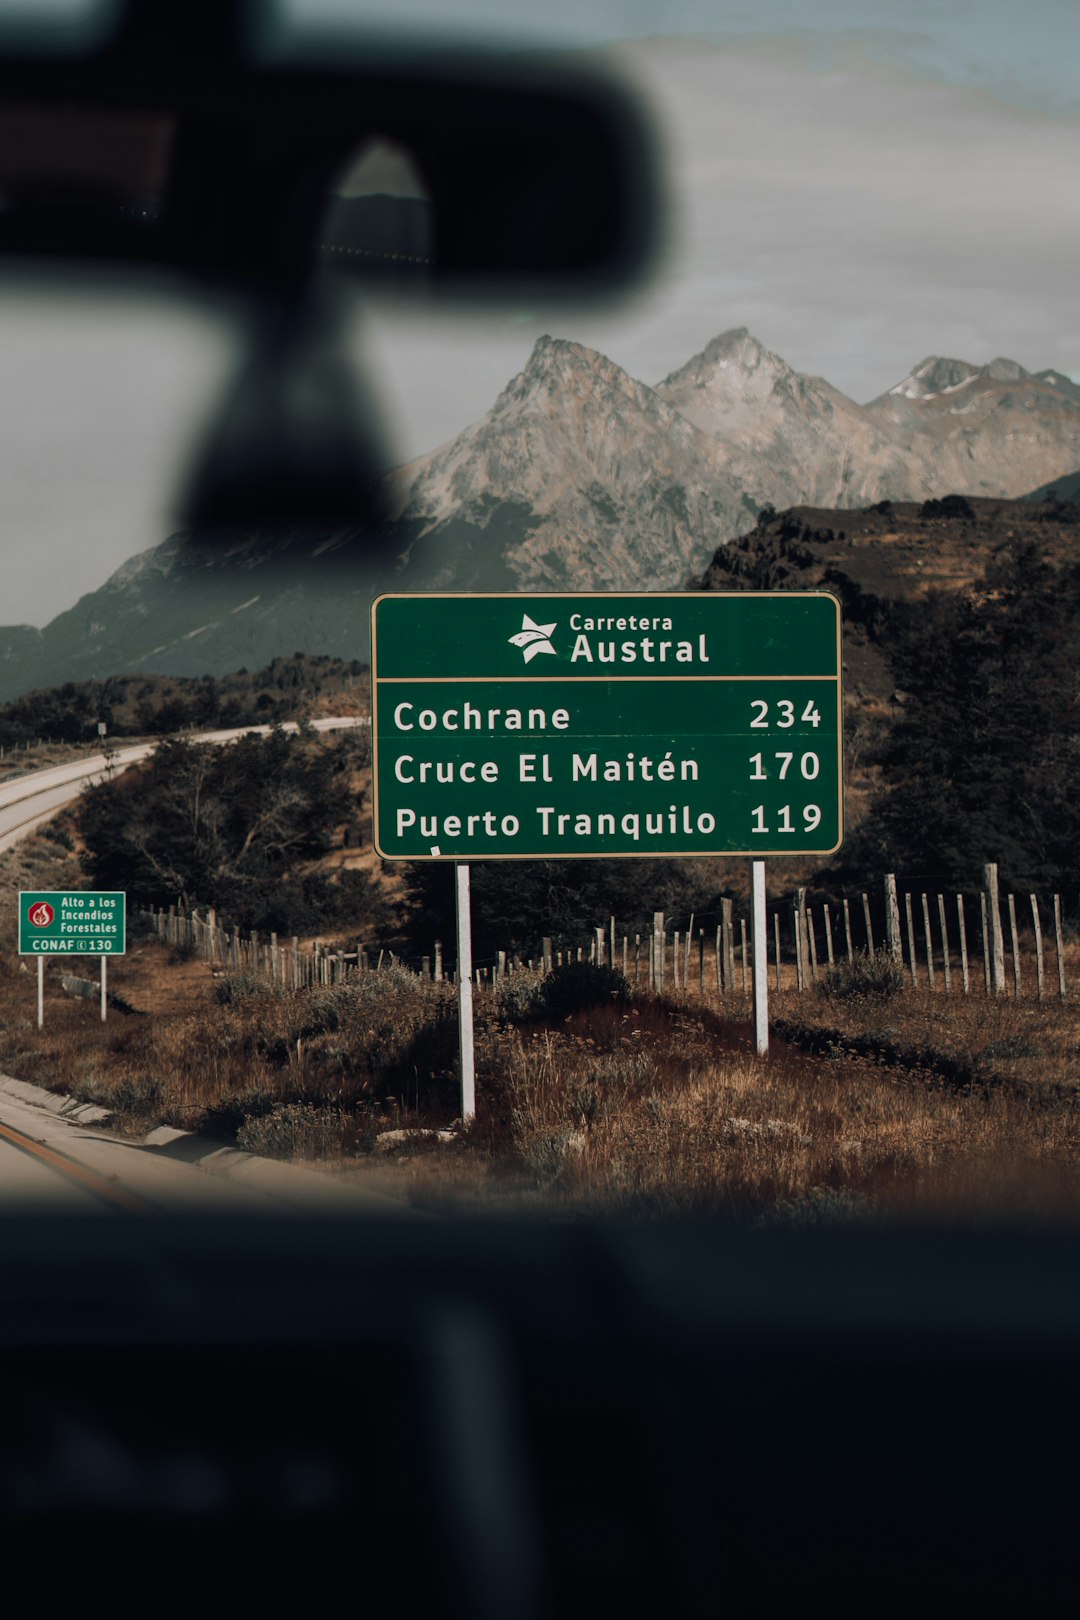 Carretera
Austral
Cochrane 234
Cruce El Maitén 170
Puerto Tranquilo 119
Alto a los
Incendios
Forestales
CONAF ✆ 130